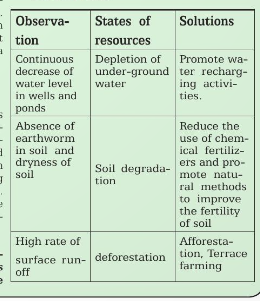 Observa-
tion
States of
resources
Solutions
Continuous
decrease of
water level
in wells and
ponds
Depletion of
under-ground
water
Promote wa-
ter recharg-
ing activi-
ties.
Absence of
earthworm
in soil and
dryness of
soil
Soil degrada-
tion
Reduce the
use of chem-
ical fertiliz-
ers and pro-
mote natu-
ral methods
to improve
the fertility
of soil
High rate of
surface run-
off
deforestation
Afforesta-
tion, Terrace
farming